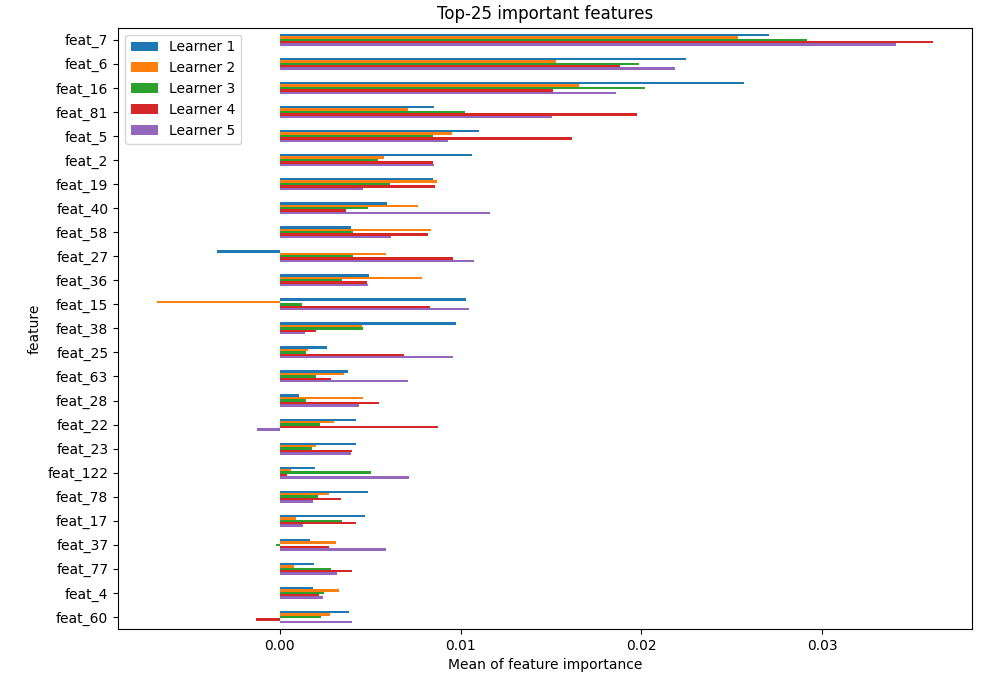 Top-25 important features
Learner 1
Learner 2
Learner 3
Learner 4
Learner 5
feature
feat_7
feat_6
feat_16
feat_81
feat_5
feat_2
feat_19
feat_40
feat_58
feat_27
feat_36
feat_15
feat_38
feat_25
feat_63
feat_28
feat_22
feat_23
feat_122
feat_78
feat_17
feat_37
feat_77
feat_4
feat_60
0.00 0.01 0.02 0.03
Mean of feature importance